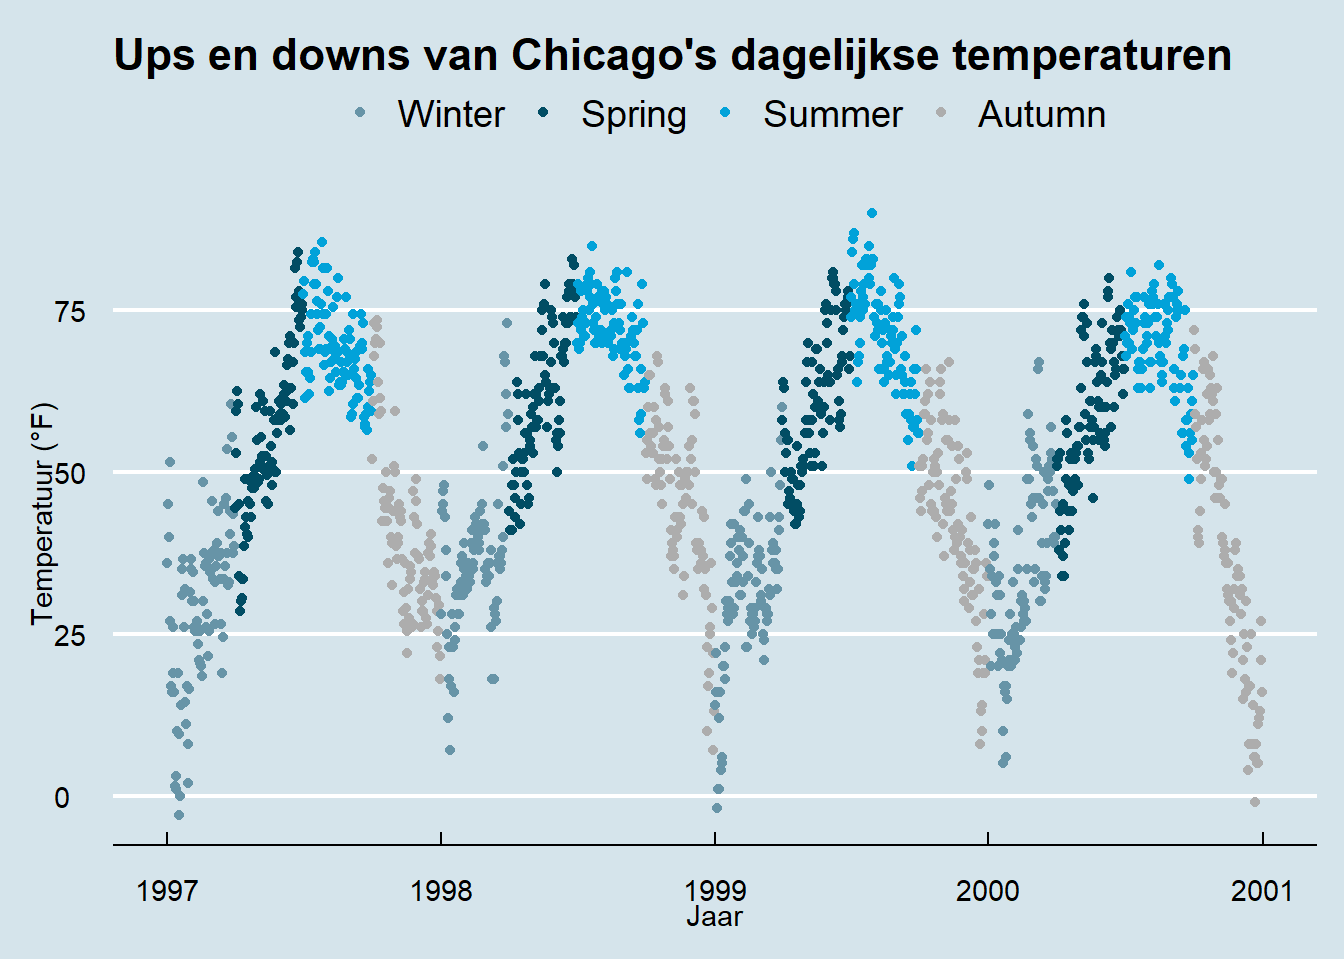 Ups en downs van Chicago's dagelijkse temperaturen
Winter Spring Summer Autumn
Temperatuur (°F)
75
50
25
0
1997 1998 1999 2000 2001
Jaar